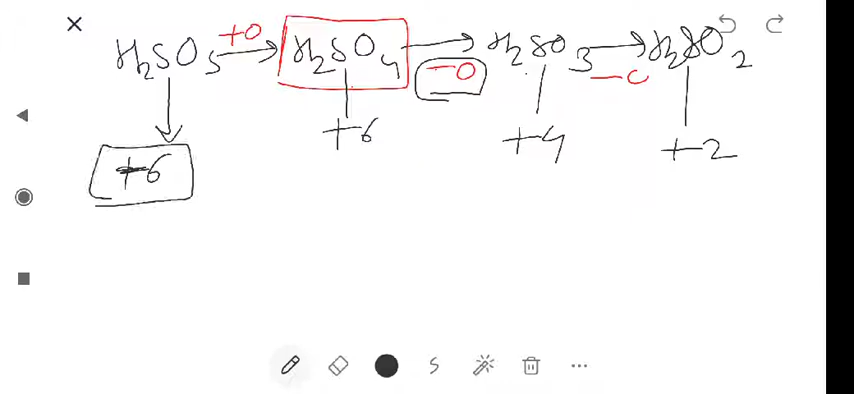 H2SO5 +O → H2SO4 → −O H2SO3 → −O H2SO2
+6 +4 +2
+6